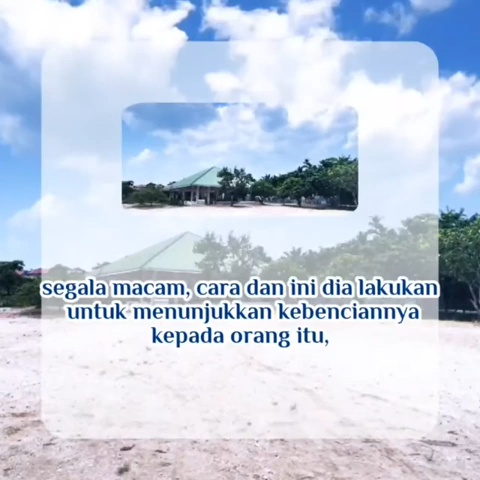 segala macam, cara dan ini dia lakukan
untuk menunjukkan kebenciannya
kepada orang itu,